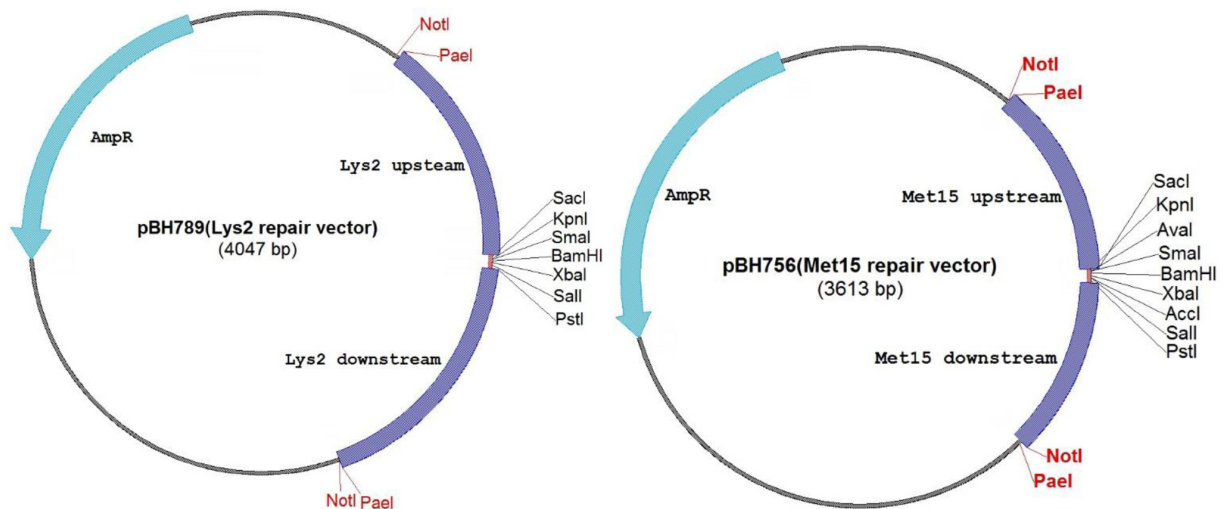 NotI
PaeI
AmpR
Lys2 upsteam
SacI
KpnI
SmaI
BamHI
XbaI
SalI
PstI
pBH789(Lys2 repair vector)
(4047 bp)
Lys2 downstream
NotI PaeI
NotI
PaeI
AmpR
Met15 upstream
SacI
KpnI
AvaI
SmaI
BamHI
XbaI
AccI
SalI
PstI
pBH756(Met15 repair vector)
(3613 bp)
Met15 downstream
NotI
PaeI